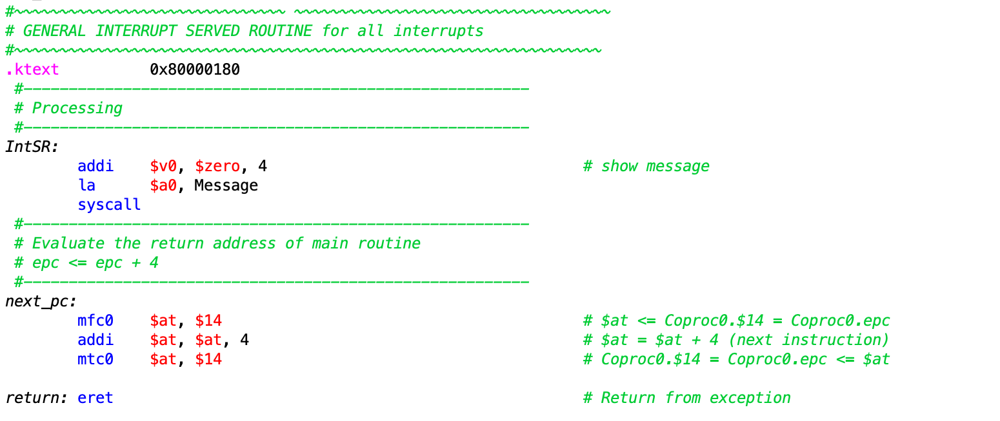 #~~~~~~~~~~~~~~~~~~~~~~~~~~~~~~ ~~~~~~~~~~~~~~~~~~~~~~~~~~~~~~~~~~~
# GENERAL INTERRUPT SERVED ROUTINE for all interrupts
#~~~~~~~~~~~~~~~~~~~~~~~~~~~~~~~~~~~~~~~~~~~~~~~~~~~~~~~~~~~~~~~~~
.ktext          0x80000180
 #--------------------------------------------------------
 # Processing
 #--------------------------------------------------------
IntSR:
        addi    $v0, $zero, 4                                   # show message
        la      $a0, Message
        syscall
 #--------------------------------------------------------
 # Evaluate the return address of main routine
 # epc <= epc + 4
 #--------------------------------------------------------
next_pc:
        mfc0    $at, $14                                        # $at <= Coproc0.$14 = Coproc0.epc
        addi    $at, $at, 4                                     # $at = $at + 4 (next instruction)
        mtc0    $at, $14                                        # Coproc0.$14 = Coproc0.epc <= $at
return: eret                                                    # Return from exception